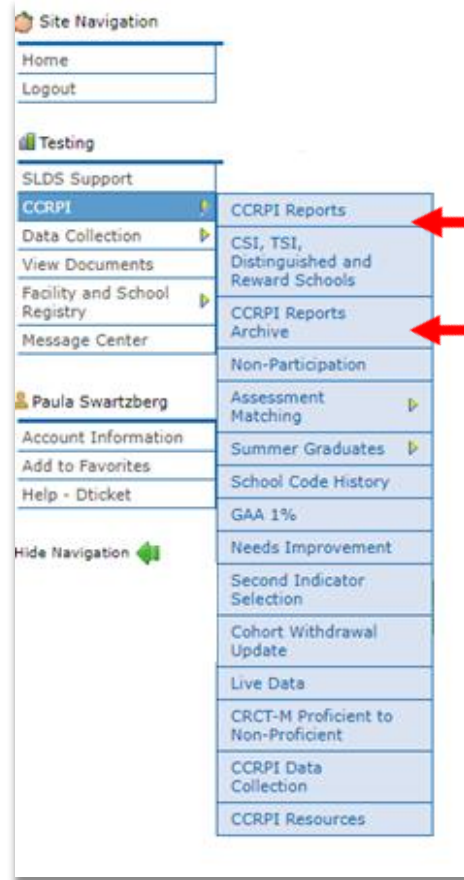 Site Navigation
Home
Logout
Testing
SLDS Support
CCRPI
Data Collection
View Documents
Facility and School
Registry
Message Center
Paula Swartzberg
Account Information
Add to Favorites
Help - Dticket
Hide Navigation
CCRPI Reports
CSI, TSI,
Distinguished and
Reward Schools
CCRPI Reports
Archive
Non-Participation
Assessment
Matching
Summer Graduates
School Code History
GAA 1%
Needs Improvement
Second Indicator
Selection
Cohort Withdrawal
Update
Live Data
CRCT-M Proficient to
Non-Proficient
CCRPI Data
Collection
CCRPI Resources